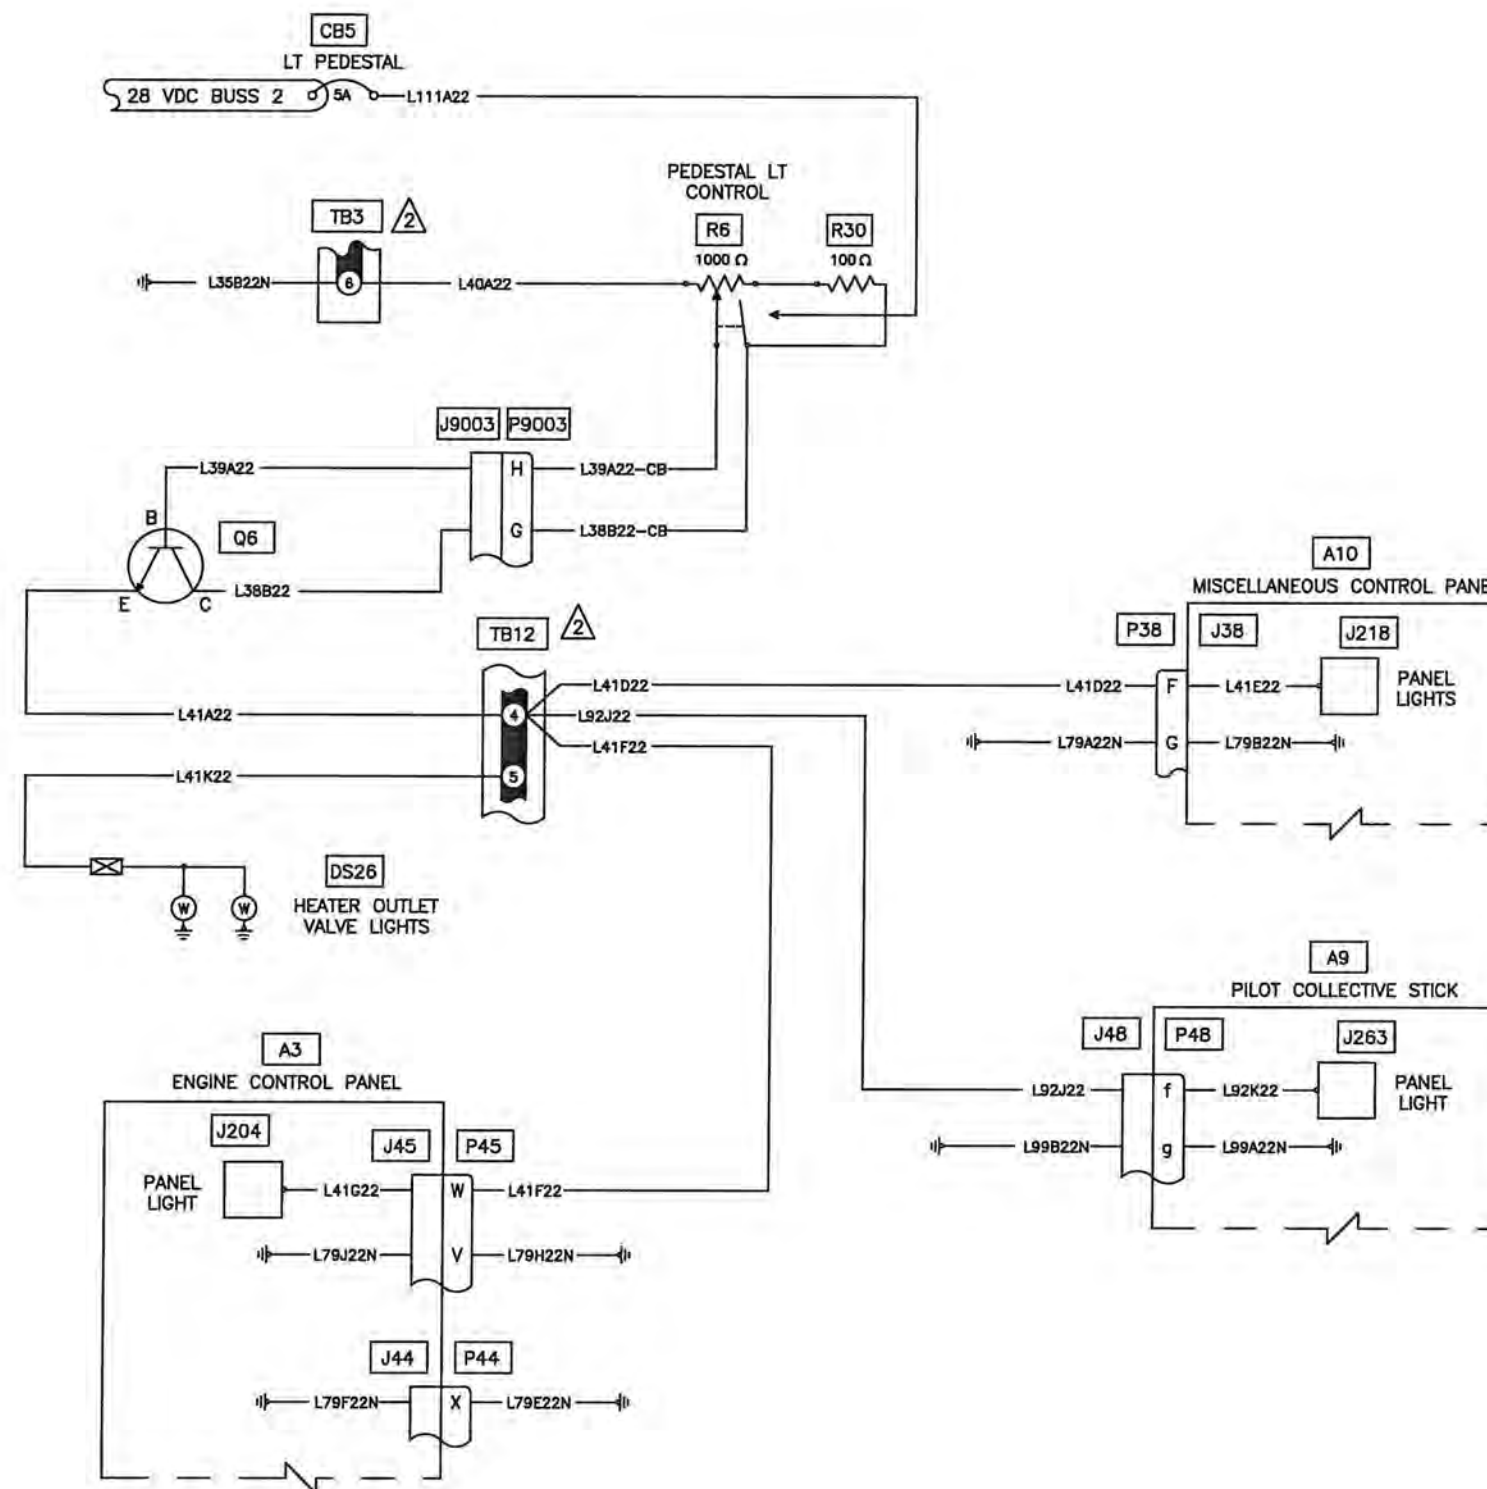 CB5
LT PEDESTAL
28 VDC BUSS 2
5A
L111A22
PEDESTAL LT
CONTROL
TB3
2
R6
R30
1000 Ω
100 Ω
L35B22N
6
L40A22
J9003
P9003
L39A22
H
L39A22-CB
B
Q6
G
L38B22-CB
E
C
L38B22
A10
MISCELLANEOUS CONTROL PANE
TB12
2
P38
J38
J218
L41D22
L41D22
F
L41E22
PANEL
LIGHTS
L41A22
4
L92J22
L41F22
L79A22N
G
L79B22N
L41K22
5
DS26
HEATER OUTLET
VALVE LIGHTS
W
W
A9
PILOT COLLECTIVE STICK
J48
P48
J263
A3
ENGINE CONTROL PANEL
L92J22
f
L92K22
PANEL
LIGHT
J204
J45
P45
L99B22N
g
L99A22N
PANEL
LIGHT
L41G22
W
L41F22
L79J22N
V
L79H22N
J44
P44
L79F22N
X
L79E22N